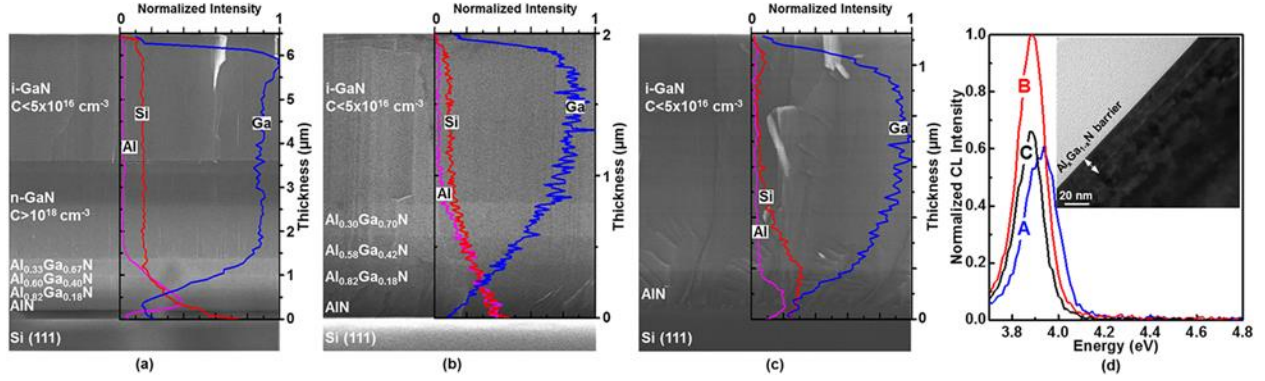 Normalized Intensity
0 1
i-GaN
C<5x10¹⁶ cm⁻³
Si
Al
Ga
n-GaN
C>10¹⁸ cm⁻³
Al₀.₃₃Ga₀.₆₇N
Al₀.₆₀Ga₀.₄₀N
Al₀.₈₂Ga₀.₁₈N
AlN
Si (111)
6
5
4
3
2
1
0
Thickness (µm)
(a)
Normalized Intensity
0 1
i-GaN
C<5x10¹⁶ cm⁻³
Ga
Si
Al
Al₀.₃₀Ga₀.₇₀N
Al₀.₅₈Ga₀.₄₂N
Al₀.₈₂Ga₀.₁₈N
AlN
Si (111)
2
1
0
Thickness (µm)
(b)
Normalized Intensity
0 1
i-GaN
C<5x10¹⁶ cm⁻³
Ga
Si
Al
AlN
Si (111)
1
1
0
Thickness (µm)
(c)
1.0
0.8
0.6
0.4
0.2
0.0
Normalized CL Intensity
B
C
A
AlₓGa₁₋ₓN barrier
20 nm
3.8 4.0 4.2 4.4 4.6 4.8
Energy (eV)
(d)